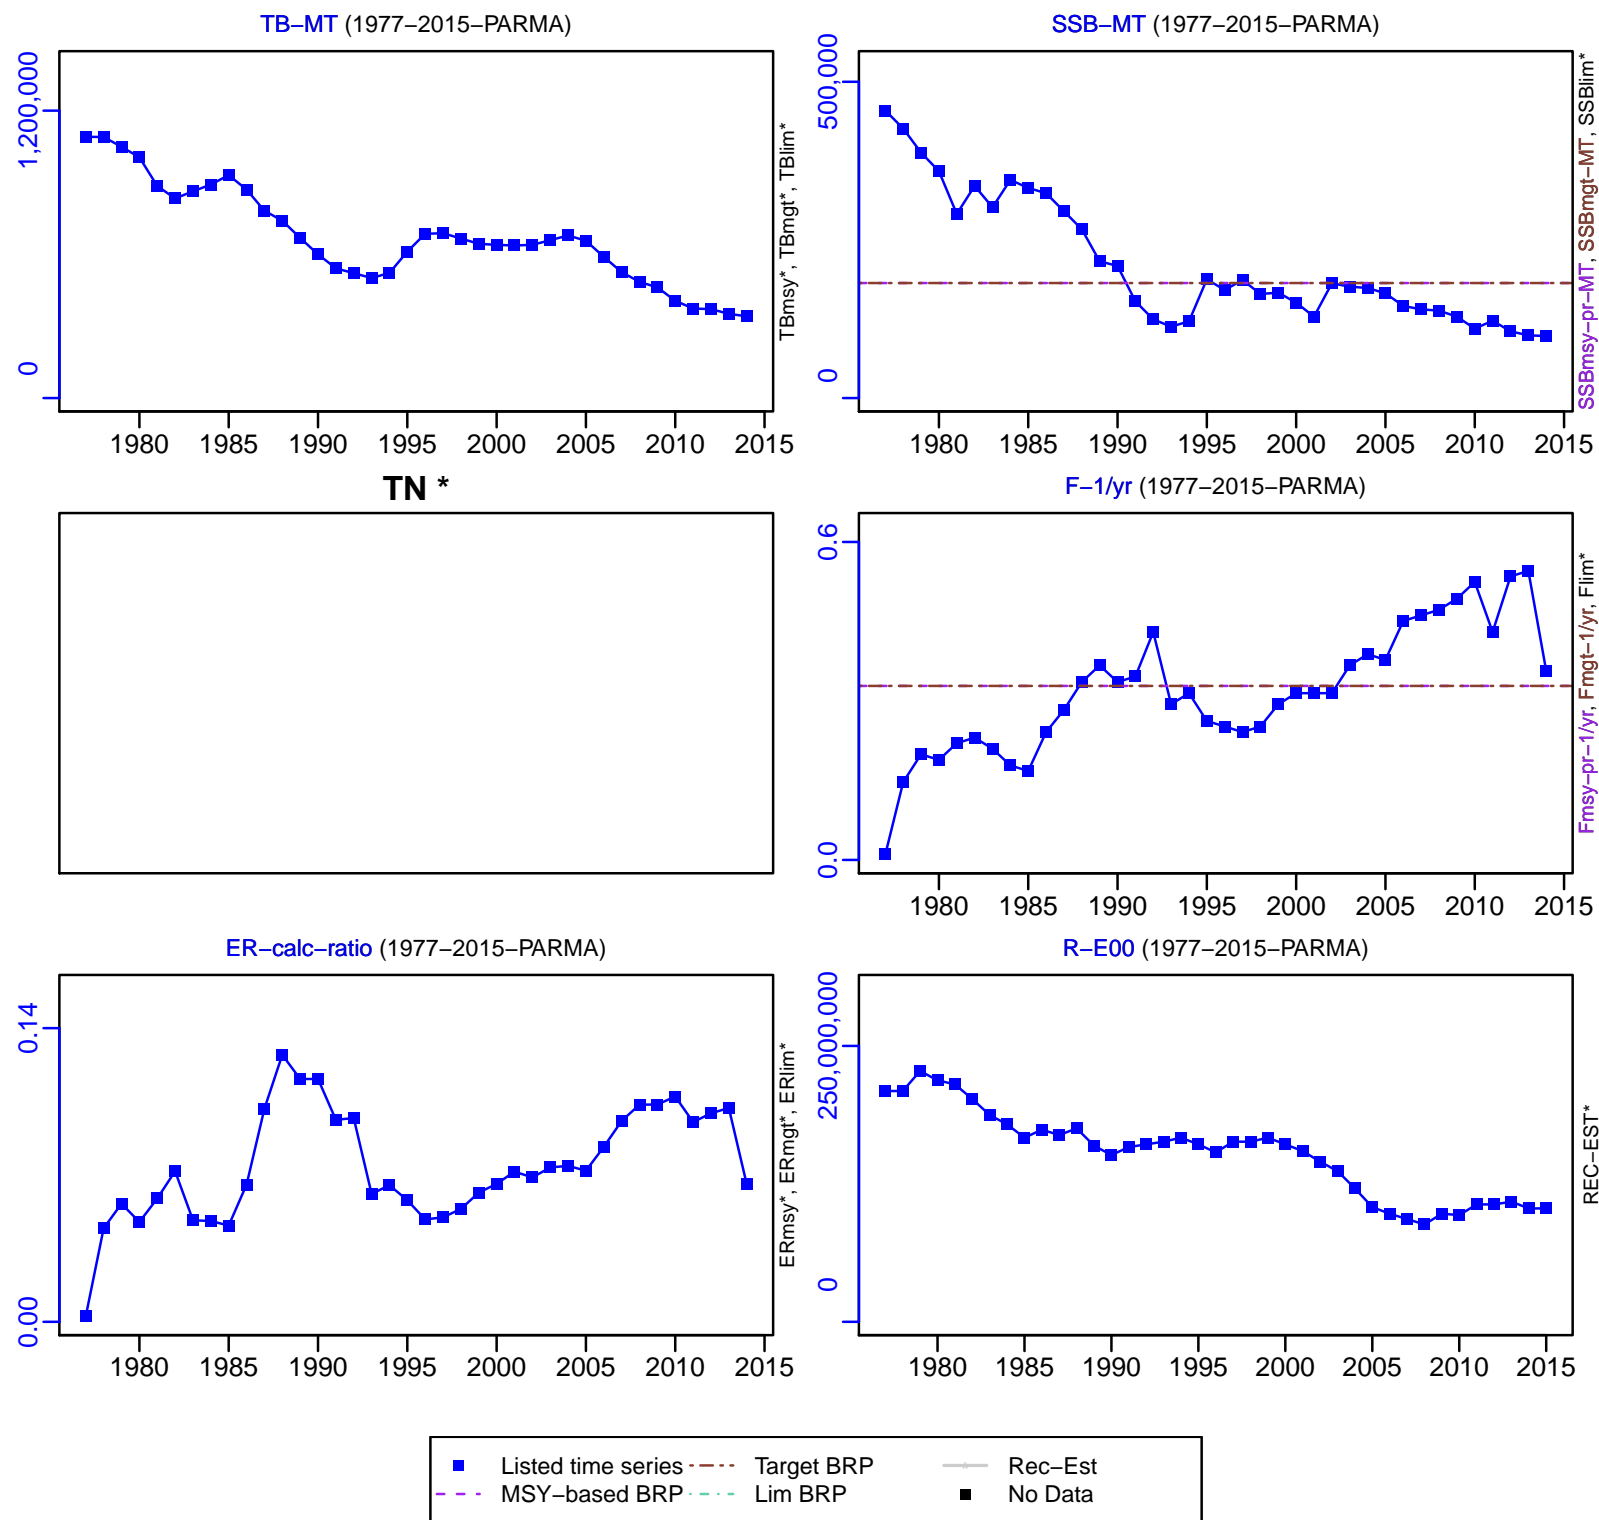 TB−MT (1977−2015−PARMA)
1,200,000
0
1980 1985 1990 1995 2000 2005 2010 2015
TBmsy*, TBmgt*, TBlim*
SSB−MT (1977−2015−PARMA)
500,000
0
1980 1985 1990 1995 2000 2005 2010 2015
SSBmsy−pr−MT, SSBmgt−MT, SSBlim*
TN *
F−1/yr (1977−2015−PARMA)
0.6
0.0
1980 1985 1990 1995 2000 2005 2010 2015
Fmsy−pr−1/yr, Fmgt−1/yr, Flim*
ER−calc−ratio (1977−2015−PARMA)
0.14
0.00
1980 1985 1990 1995 2000 2005 2010 2015
ERmsy*, ERmgt*, ERlim*
R−E00 (1977−2015−PARMA)
250,000,000
0
1980 1985 1990 1995 2000 2005 2010 2015
REC−EST*
Listed time series Target BRP Rec−Est
MSY−based BRP Lim BRP No Data